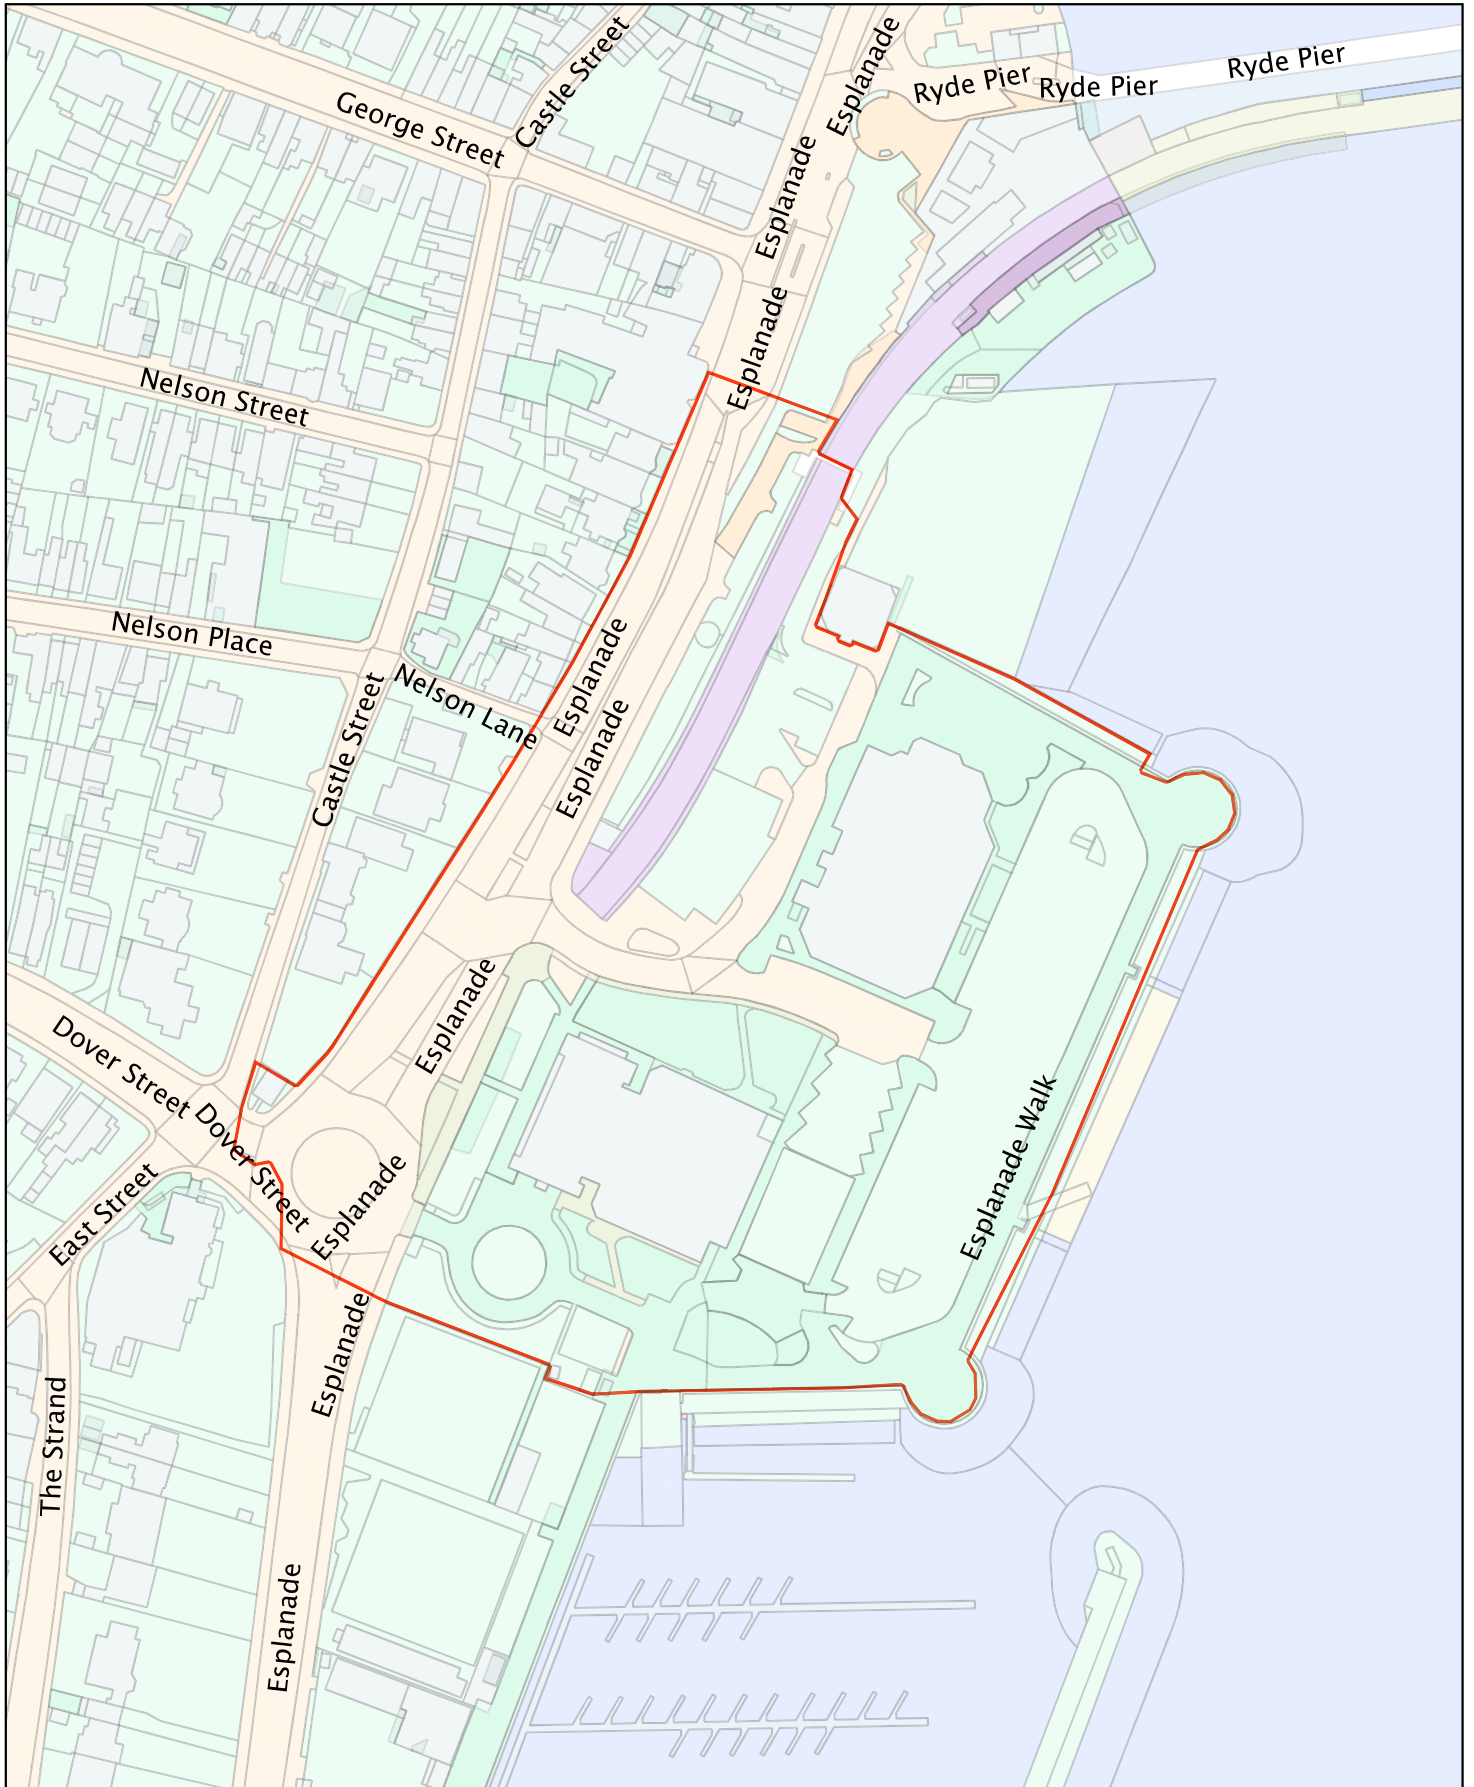 Esplanade
Castle Street
Ryde Pier
Ryde Pier
Ryde Pier
George Street
Esplanade
Esplanade
Nelson Street
Nelson Place
Esplanade
Nelson Lane
Castle Street
Esplanade
Esplanade
Dover Street
Dover Street
Esplanade Walk
East Street
Esplanade
Esplanade
The Strand
Esplanade